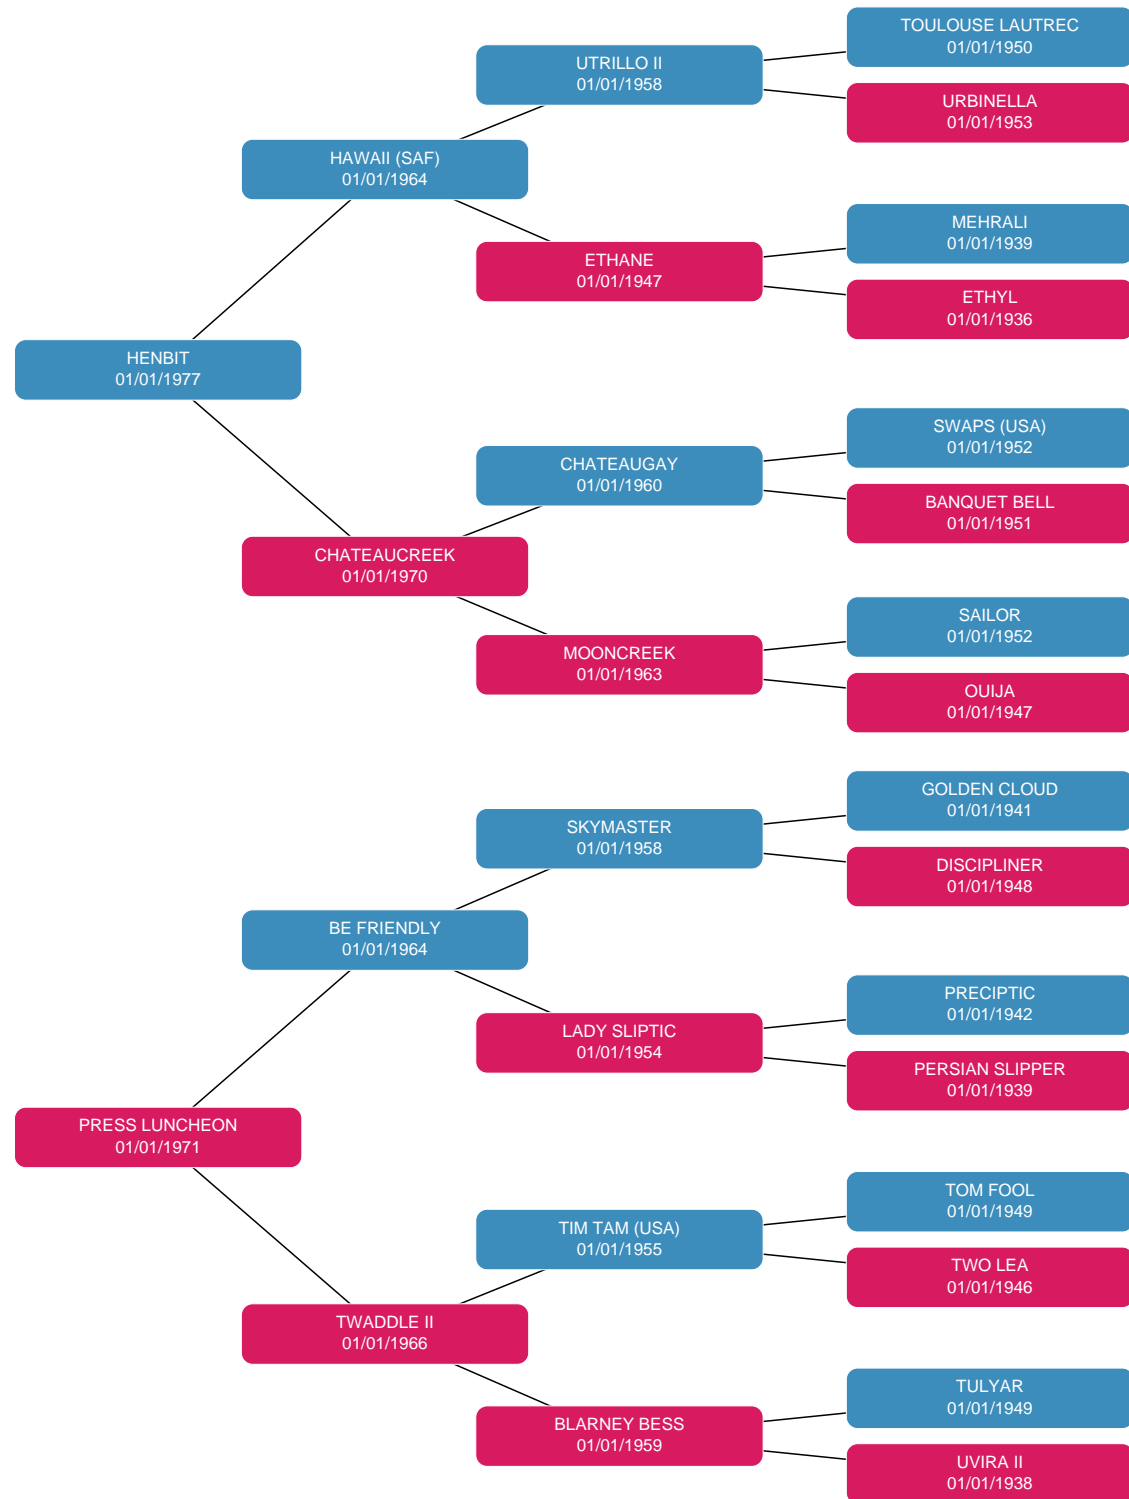 TOULOUSE LAUTREC
01/01/1950
UTRILLO II
01/01/1958
URBINELLA
01/01/1953
HAWAII (SAF)
01/01/1964
MEHRALI
01/01/1939
ETHANE
01/01/1947
ETHYL
01/01/1936
HENBIT
01/01/1977
SWAPS (USA)
01/01/1952
CHATEAUGAY
01/01/1960
BANQUET BELL
01/01/1951
CHATEAUCREEK
01/01/1970
SAILOR
01/01/1952
MOONCREEK
01/01/1963
OUIJA
01/01/1947
GOLDEN CLOUD
01/01/1941
SKYMASTER
01/01/1958
DISCIPLINER
01/01/1948
BE FRIENDLY
01/01/1964
PRECIPTIC
01/01/1942
LADY SLIPTIC
01/01/1954
PERSIAN SLIPPER
01/01/1939
PRESS LUNCHEON
01/01/1971
TOM FOOL
01/01/1949
TIM TAM (USA)
01/01/1955
TWO LEA
01/01/1946
TWADDLE II
01/01/1966
TULYAR
01/01/1949
BLARNEY BESS
01/01/1959
UVIRA II
01/01/1938